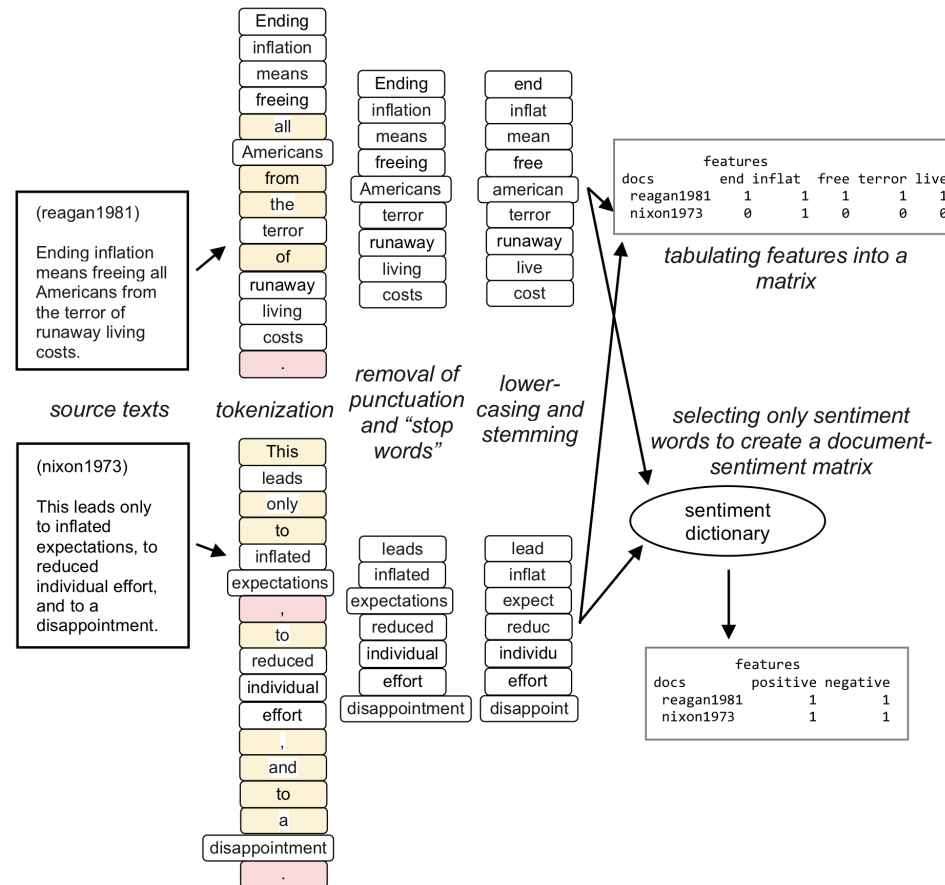 (reagan1981)
Ending inflation
means freeing all
Americans from
the terror of
runaway living
costs.
source texts
(nixon1973)
This leads only
to inflated
expectations, to
reduced
individual effort,
and to a
disappointment.
Ending
inflation
means
freeing
all
Americans
from
the
terror
of
runaway
living
costs
.
tokenization
This
leads
only
to
inflated
expectations
,
to
reduced
individual
effort
,
and
to
a
disappointment
.
Ending
inflation
means
freeing
Americans
terror
runaway
living
costs
removal of
punctuation
and “stop
words”
leads
inflated
expectations
reduced
individual
effort
disappointment
end
inflat
mean
free
american
terror
runaway
live
cost
lower-
casing and
stemming
lead
inflat
expect
reduc
individu
effort
disappoint
features
docs end inflat free terror live
reagan1981 1 1 1 1 1
nixon1973 0 1 0 0 0
tabulating features into a
matrix
selecting only sentiment
words to create a document-
sentiment matrix
sentiment
dictionary
features
docs positive negative
reagan1981 1 1
nixon1973 1 1